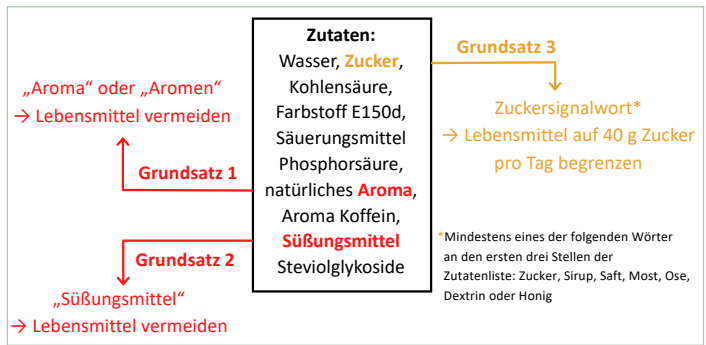 Zutaten:
Wasser, Zucker,
Kohlensäure,
Farbstoff E150d,
Säuerungsmittel
Phosphorsäure,
natürliches Aroma,
Aroma Koffein,
Süßungsmittel
Steviolglykoside
„Aroma“ oder „Aromen“
→ Lebensmittel vermeiden
Grundsatz 1
Grundsatz 2
„Süßungsmittel“
→ Lebensmittel vermeiden
Grundsatz 3
Zuckersignalwort*
→ Lebensmittel auf 40 g Zucker
pro Tag begrenzen
*Mindestens eines der folgenden Wörter
an den ersten drei Stellen der
Zutatenliste: Zucker, Sirup, Saft, Most, Ose,
Dextrin oder Honig